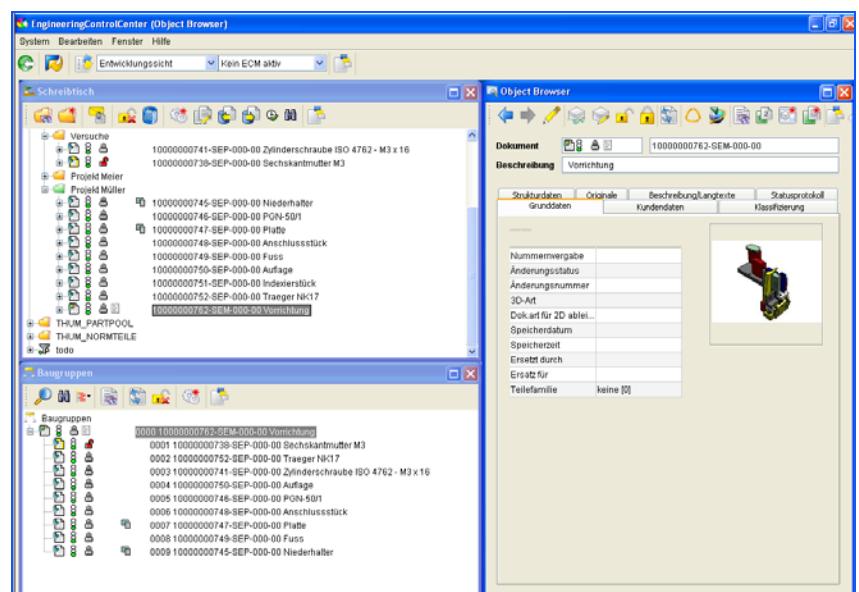 EngineeringControlCenter (Object Browser)
System Bearbeiten Fenster Hilfe
Entwicklungssicht Kein ECM aktiv
Schreibtisch
Versuche
10000000741-SEP-000-00 Zylinderschraube ISO 4762 - M3 x 16
10000000738-SEP-000-00 Sechskantmutter M3
Projekt Meier
Projekt Müller
10000000745-SEP-000-00 Niederhalter
10000000746-SEP-000-00 PGN-50/1
10000000747-SEP-000-00 Platte
10000000748-SEP-000-00 Anschlussstück
10000000749-SEP-000-00 Fuss
10000000750-SEP-000-00 Auflage
10000000751-SEP-000-00 Indexierstück
10000000752-SEP-000-00 Traeger NK17
10000000762-SEM-000-00 Vorrichtung
THUM_PARTPOOL
THUM_NORMTEILE
todo
Baugruppen
Baugruppen
0000 10000000762-SEM-000-00 Vorrichtung
0001 10000000738-SEP-000-00 Sechskantmutter M3
0002 10000000752-SEP-000-00 Traeger NK17
0003 10000000741-SEP-000-00 Zylinderschraube ISO 4762 - M3 x 16
0004 10000000750-SEP-000-00 Auflage
0005 10000000746-SEP-000-00 PGN-50/1
0006 10000000748-SEP-000-00 Anschlussstück
0007 10000000747-SEP-000-00 Platte
0008 10000000749-SEP-000-00 Fuss
0009 10000000745-SEP-000-00 Niederhalter
Object Browser
Dokument 10000000762-SEM-000-00
Beschreibung Vorrichtung
Strukturdaten Originale Beschreibung/Langtexte Statusprotokoll
Grunddaten Kundendaten Klassifizierung
Nummernvergabe
Änderungsstatus
Änderungsnummer
3D-Art
Dok.art für 2D ablei...
Speicherdatum
Speicherzeit
Ersetzt durch
Ersatz für
Teilefamilie keine [0]